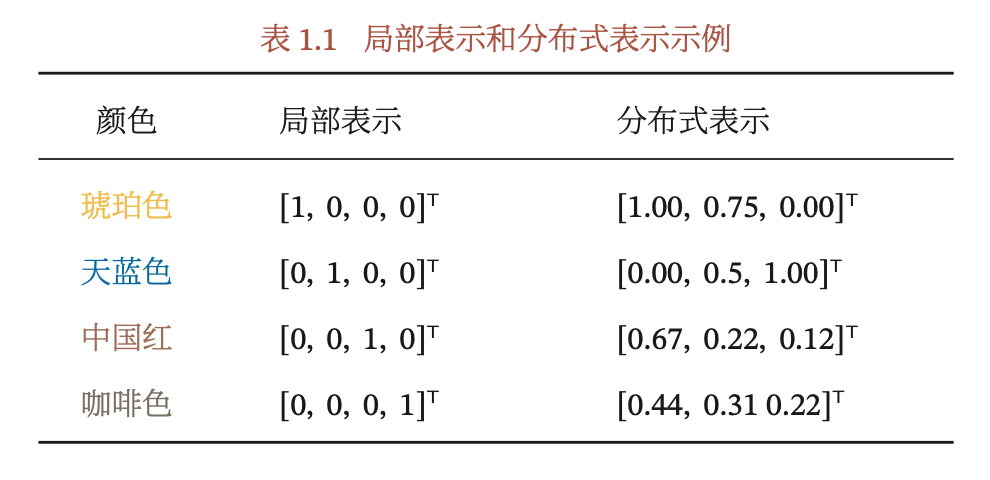 表 1.1 局部表示和分布式表示示例
颜色 局部表示 分布式表示
琥珀色 [1, 0, 0, 0]ᵀ [1.00, 0.75, 0.00]ᵀ
天蓝色 [0, 1, 0, 0]ᵀ [0.00, 0.5, 1.00]ᵀ
中国红 [0, 0, 1, 0]ᵀ [0.67, 0.22, 0.12]ᵀ
咖啡色 [0, 0, 0, 1]ᵀ [0.44, 0.31 0.22]ᵀ